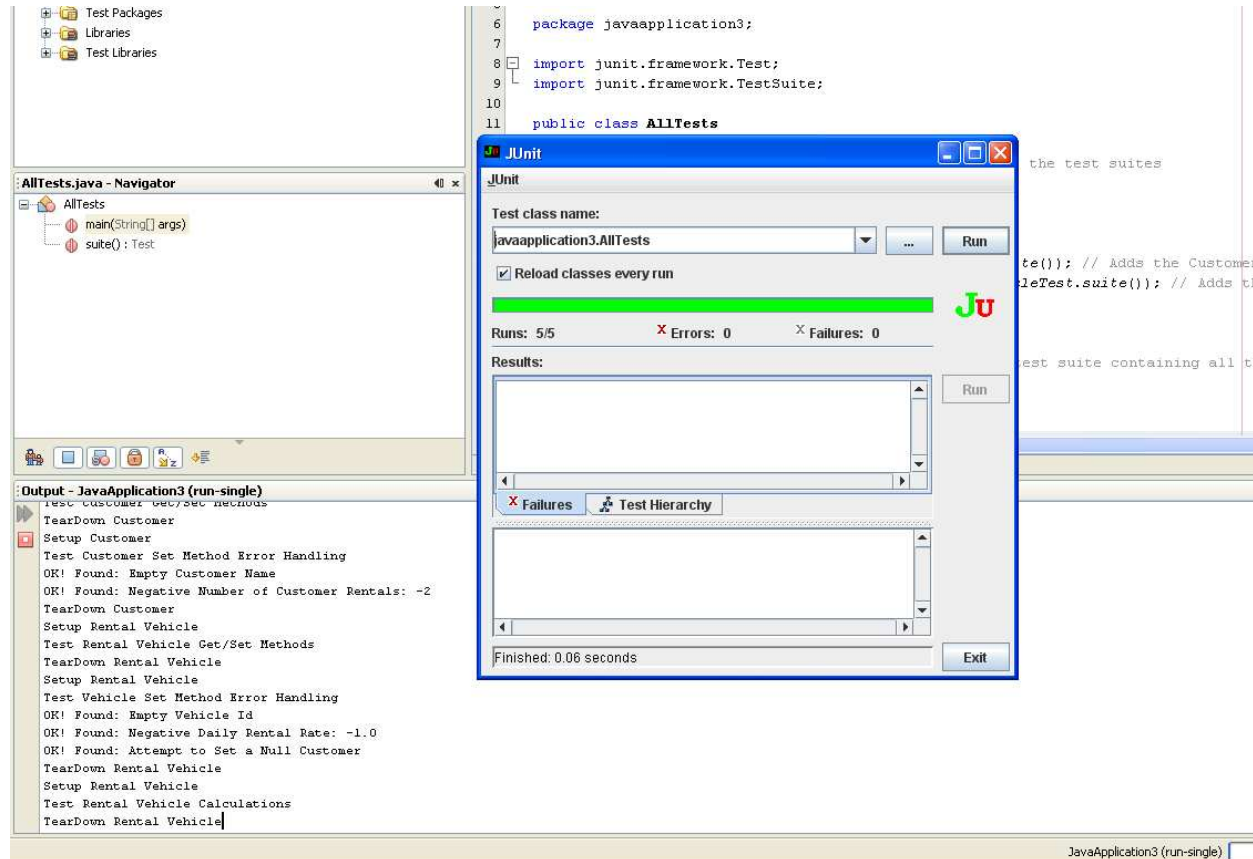 Test Packages
Libraries
Test Libraries
6 package javaapplication3;
7
8 import junit.framework.Test;
9 import junit.framework.TestSuite;
10
11 public class AllTests
the test suites
te()); // Adds the Custome
leTest.suite()); // Adds t
test suite containing all t
AllTests.java - Navigator
AllTests
main(String[] args)
suite() : Test
JUnit
JUnit
Test class name:
javaapplication3.AllTests
...
Run
Reload classes every run
JU
Runs: 5/5
X Errors: 0
X Failures: 0
Results:
Run
X Failures
Test Hierarchy
Finished: 0.06 seconds
Exit
Output - JavaApplication3 (run-single)
Test Customer Get/Set Methods
TearDown Customer
Setup Customer
Test Customer Set Method Error Handling
OK! Found: Empty Customer Name
OK! Found: Negative Number of Customer Rentals: -2
TearDown Customer
Setup Rental Vehicle
Test Rental Vehicle Get/Set Methods
TearDown Rental Vehicle
Setup Rental Vehicle
Test Vehicle Set Method Error Handling
OK! Found: Empty Vehicle Id
OK! Found: Negative Daily Rental Rate: -1.0
OK! Found: Attempt to Set a Null Customer
TearDown Rental Vehicle
Setup Rental Vehicle
Test Rental Vehicle Calculations
TearDown Rental Vehicle
JavaApplication3 (run-single)